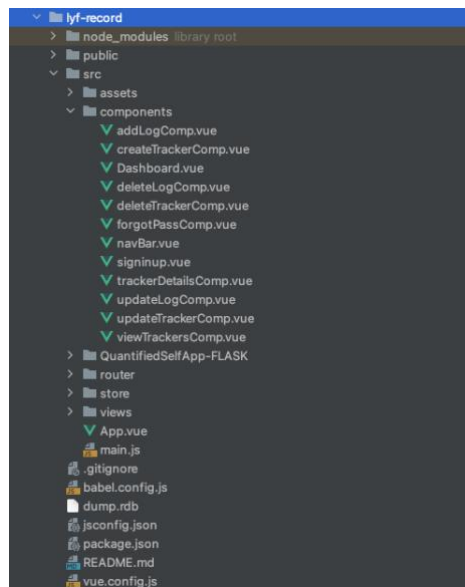 lyf-record
node_modules library root
public
src
assets
components
addLogComp.vue
createTrackerComp.vue
Dashboard.vue
deleteLogComp.vue
deleteTrackerComp.vue
forgotPassComp.vue
navBar.vue
signinup.vue
trackerDetailsComp.vue
updateLogComp.vue
updateTrackerComp.vue
viewTrackersComp.vue
QuantifiedSelfApp-FLASK
router
store
views
App.vue
main.js
.gitignore
babel.config.js
dump.rdb
jsconfig.json
package.json
README.md
vue.config.js